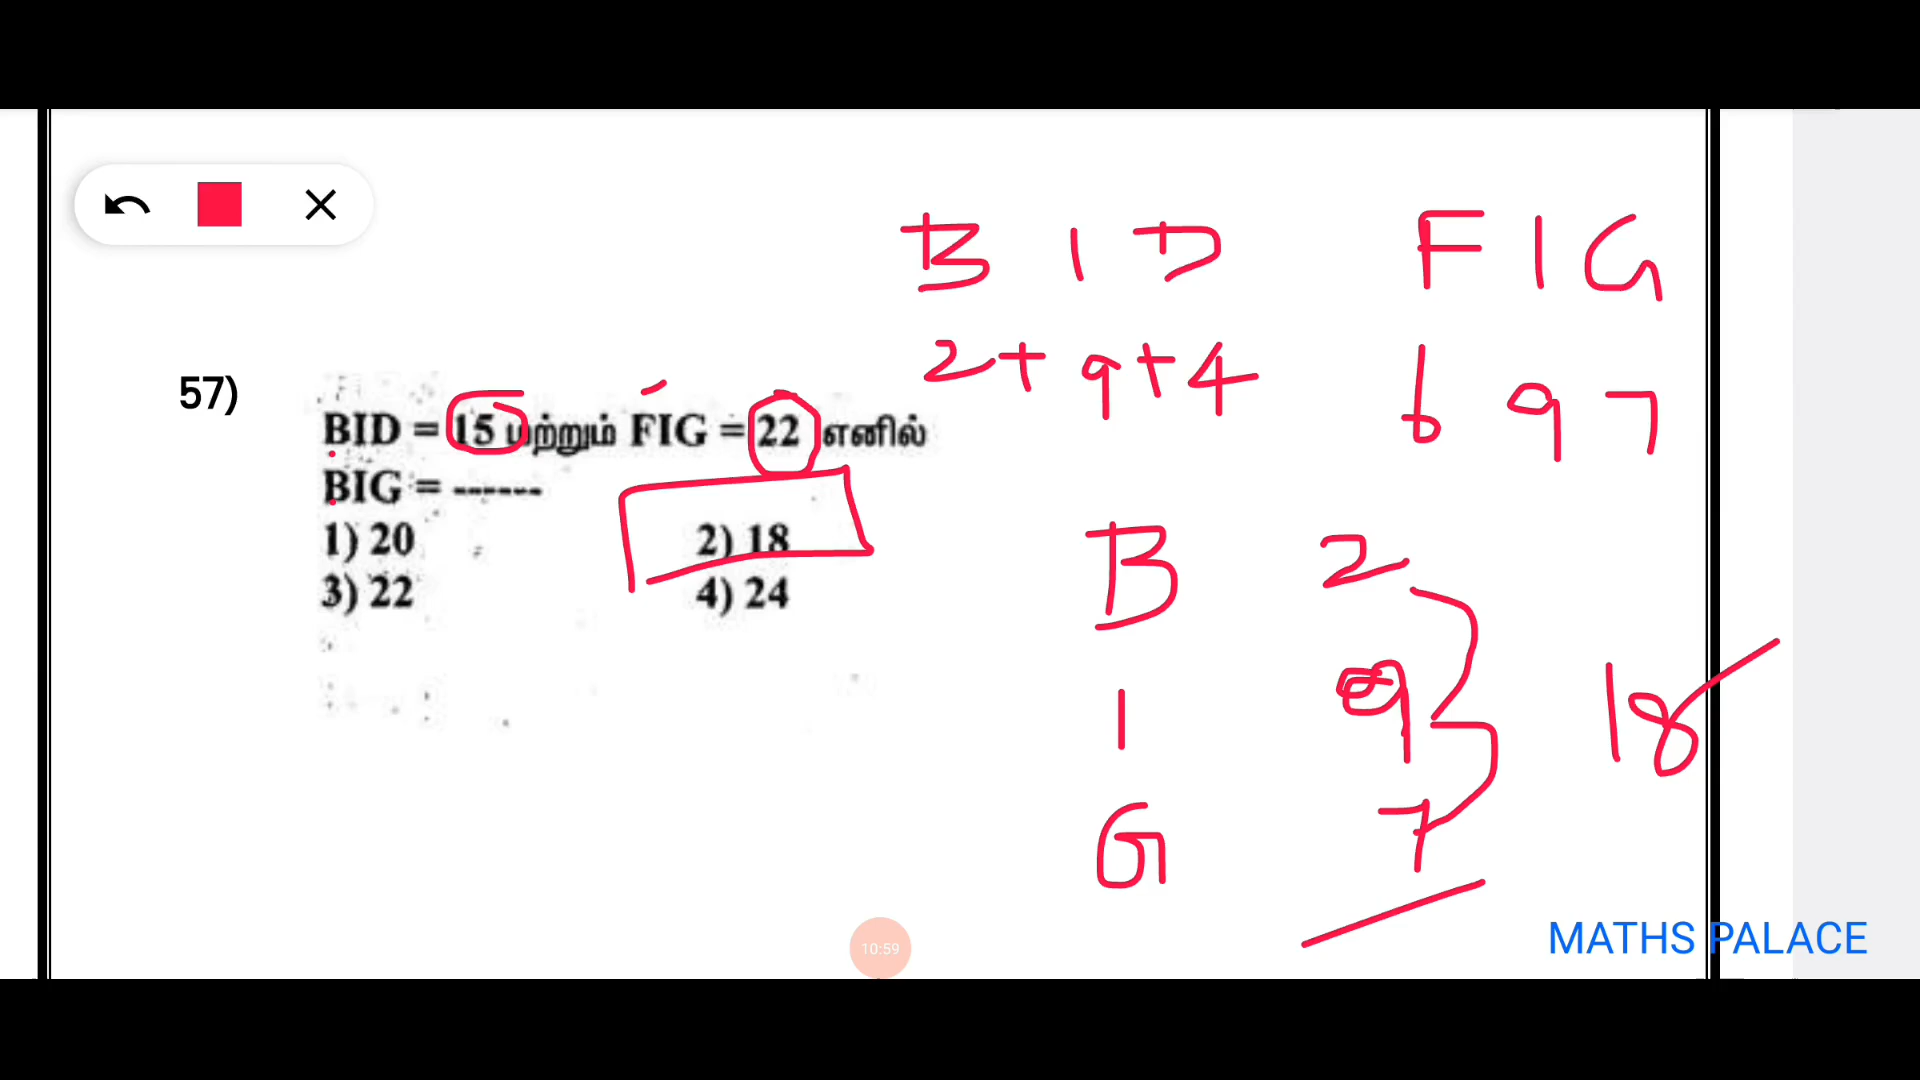 B I D F I G
2 + 9 + 4 6 9 7
57)
BID = 15 மற்றும் FIG = 22 எனில்
BIG = ------
1) 20 2) 18
3) 22 4) 24
B 2
I 9 18
G 7
MATHS PALACE
10:59